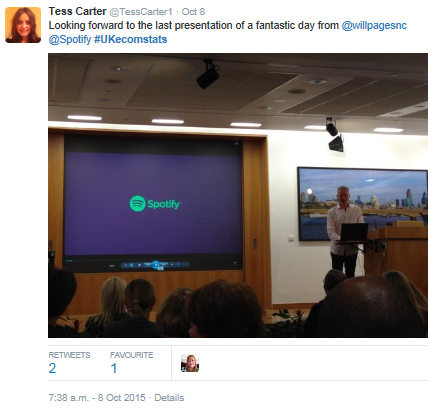 Tess Carter @TessCarter1 · Oct 8
Looking forward to the last presentation of a fantastic day from @willpagesnc
@Spotify #UKecomstats
Spotify
RETWEETS FAVOURITE
2 1
7:38 a.m. - 8 Oct 2015 · Details